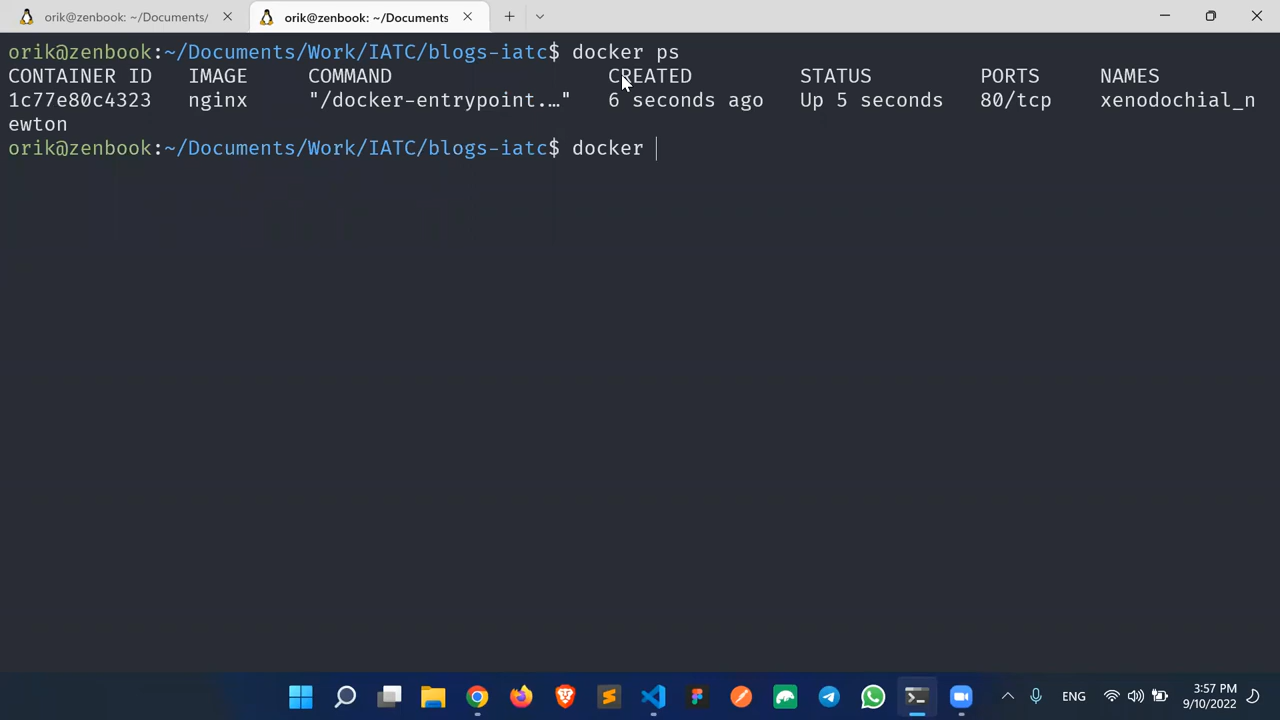 orik@zenbook: ~/Documents/
orik@zenbook: ~/Documents
orik@zenbook:~/Documents/Work/IATC/blogs-iatc$ docker ps
CONTAINER ID   IMAGE     COMMAND                  CREATED         STATUS         PORTS     NAMES
1c77e80c4323   nginx     "/docker-entrypoint.…"   6 seconds ago   Up 5 seconds   80/tcp    xenodochial_n
ewton
orik@zenbook:~/Documents/Work/IATC/blogs-iatc$ docker
ENG
3:57 PM
9/10/2022